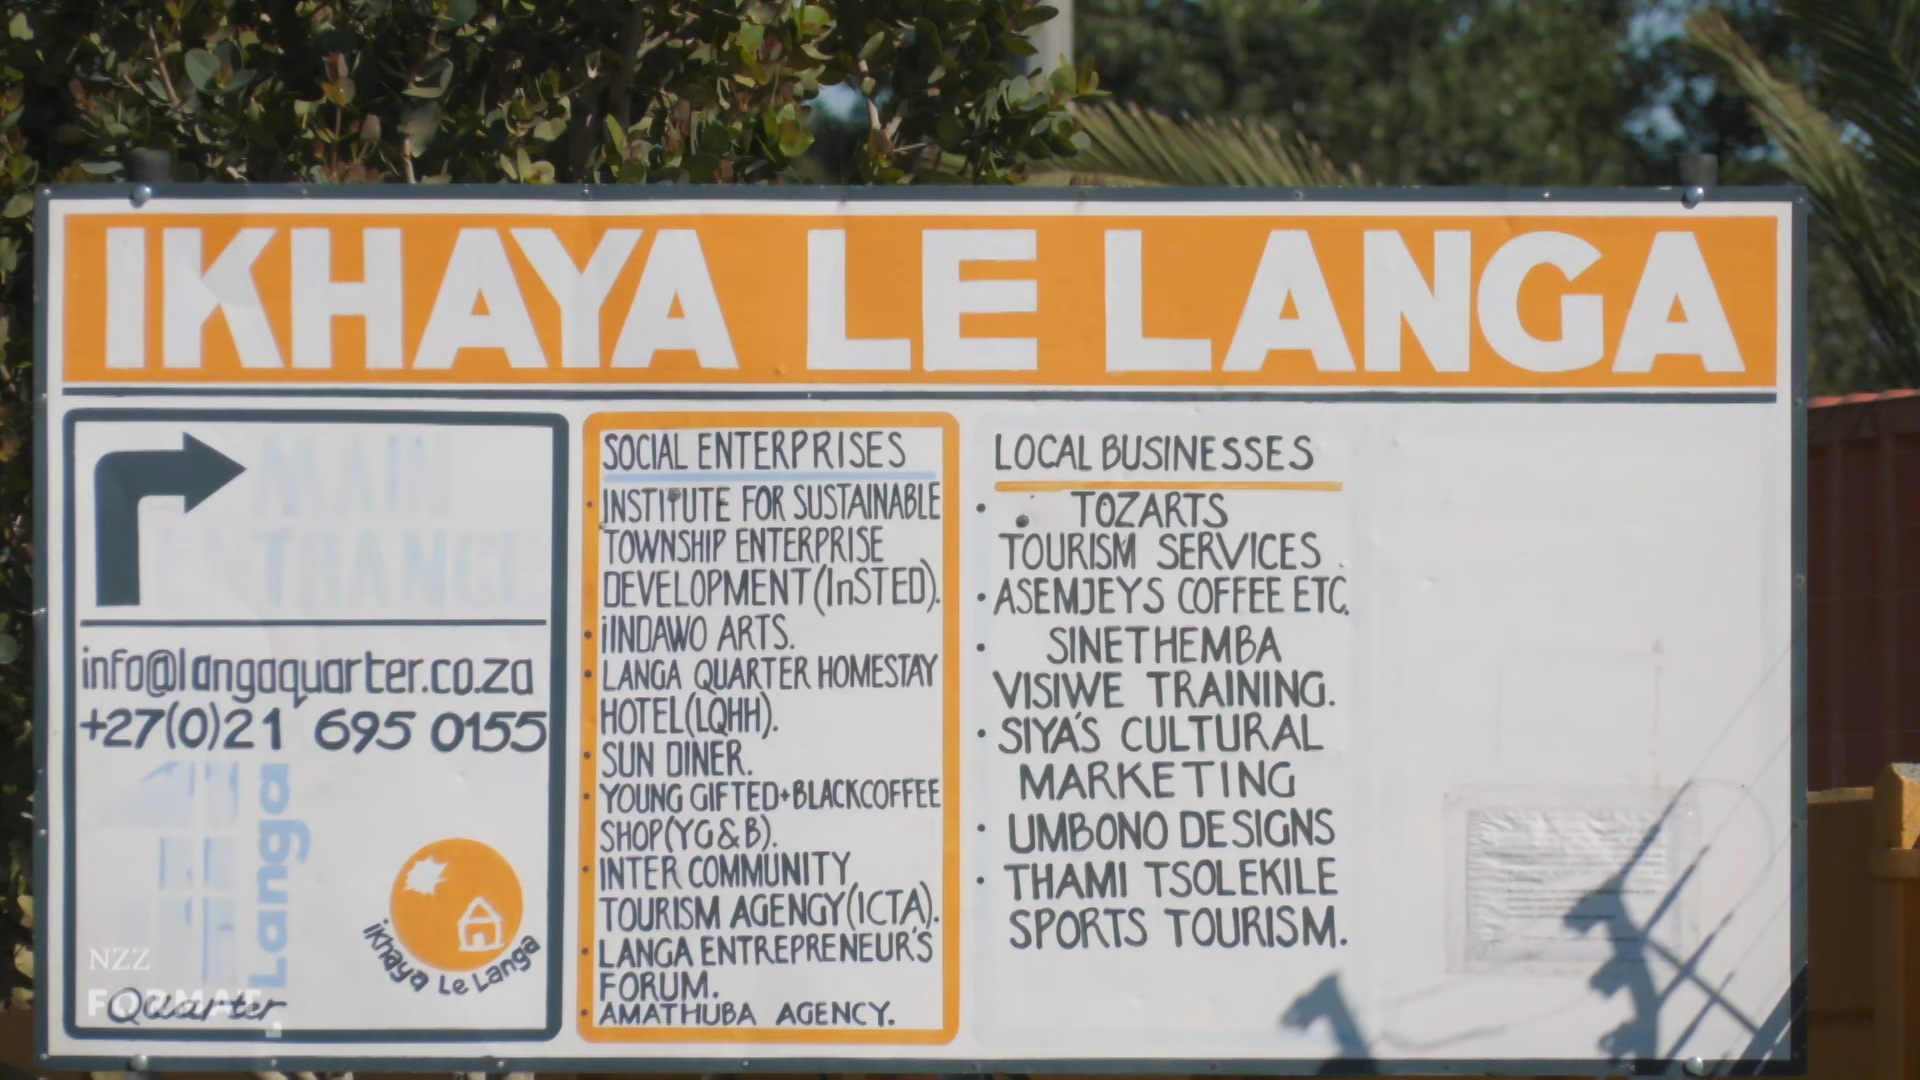 IKHAYA LE LANGA
MAIN
ENTRANCE
info@langaquarter.co.za
+27(0)21 695 0155
Langa
Quarter
iKhaya Le Langa
SOCIAL ENTERPRISES
• INSTITUTE FOR SUSTAINABLE
TOWNSHIP ENTERPRISE
DEVELOPMENT (InSTED).
• iINDAWO ARTS.
• LANGA QUARTER HOMESTAY
HOTEL(LQHH).
• SUN DINER.
• YOUNG GIFTED+BLACKCOFFEE
SHOP(YG&B).
• INTER COMMUNITY
TOURISM AGENGY(ICTA).
• LANGA ENTREPRENEUR'S
FORUM.
• AMATHUBA AGENCY.
LOCAL BUSINESSES
• TOZARTS
TOURISM SERVICES.
• ASEMJEYS COFFEE ETC.
• SINETHEMBA
VISIWE TRAINING.
• SIYA'S CULTURAL
MARKETING
• UMBONO DESIGNS
• THAMI TSOLEKILE
SPORTS TOURISM.
NZZ
FORMAT